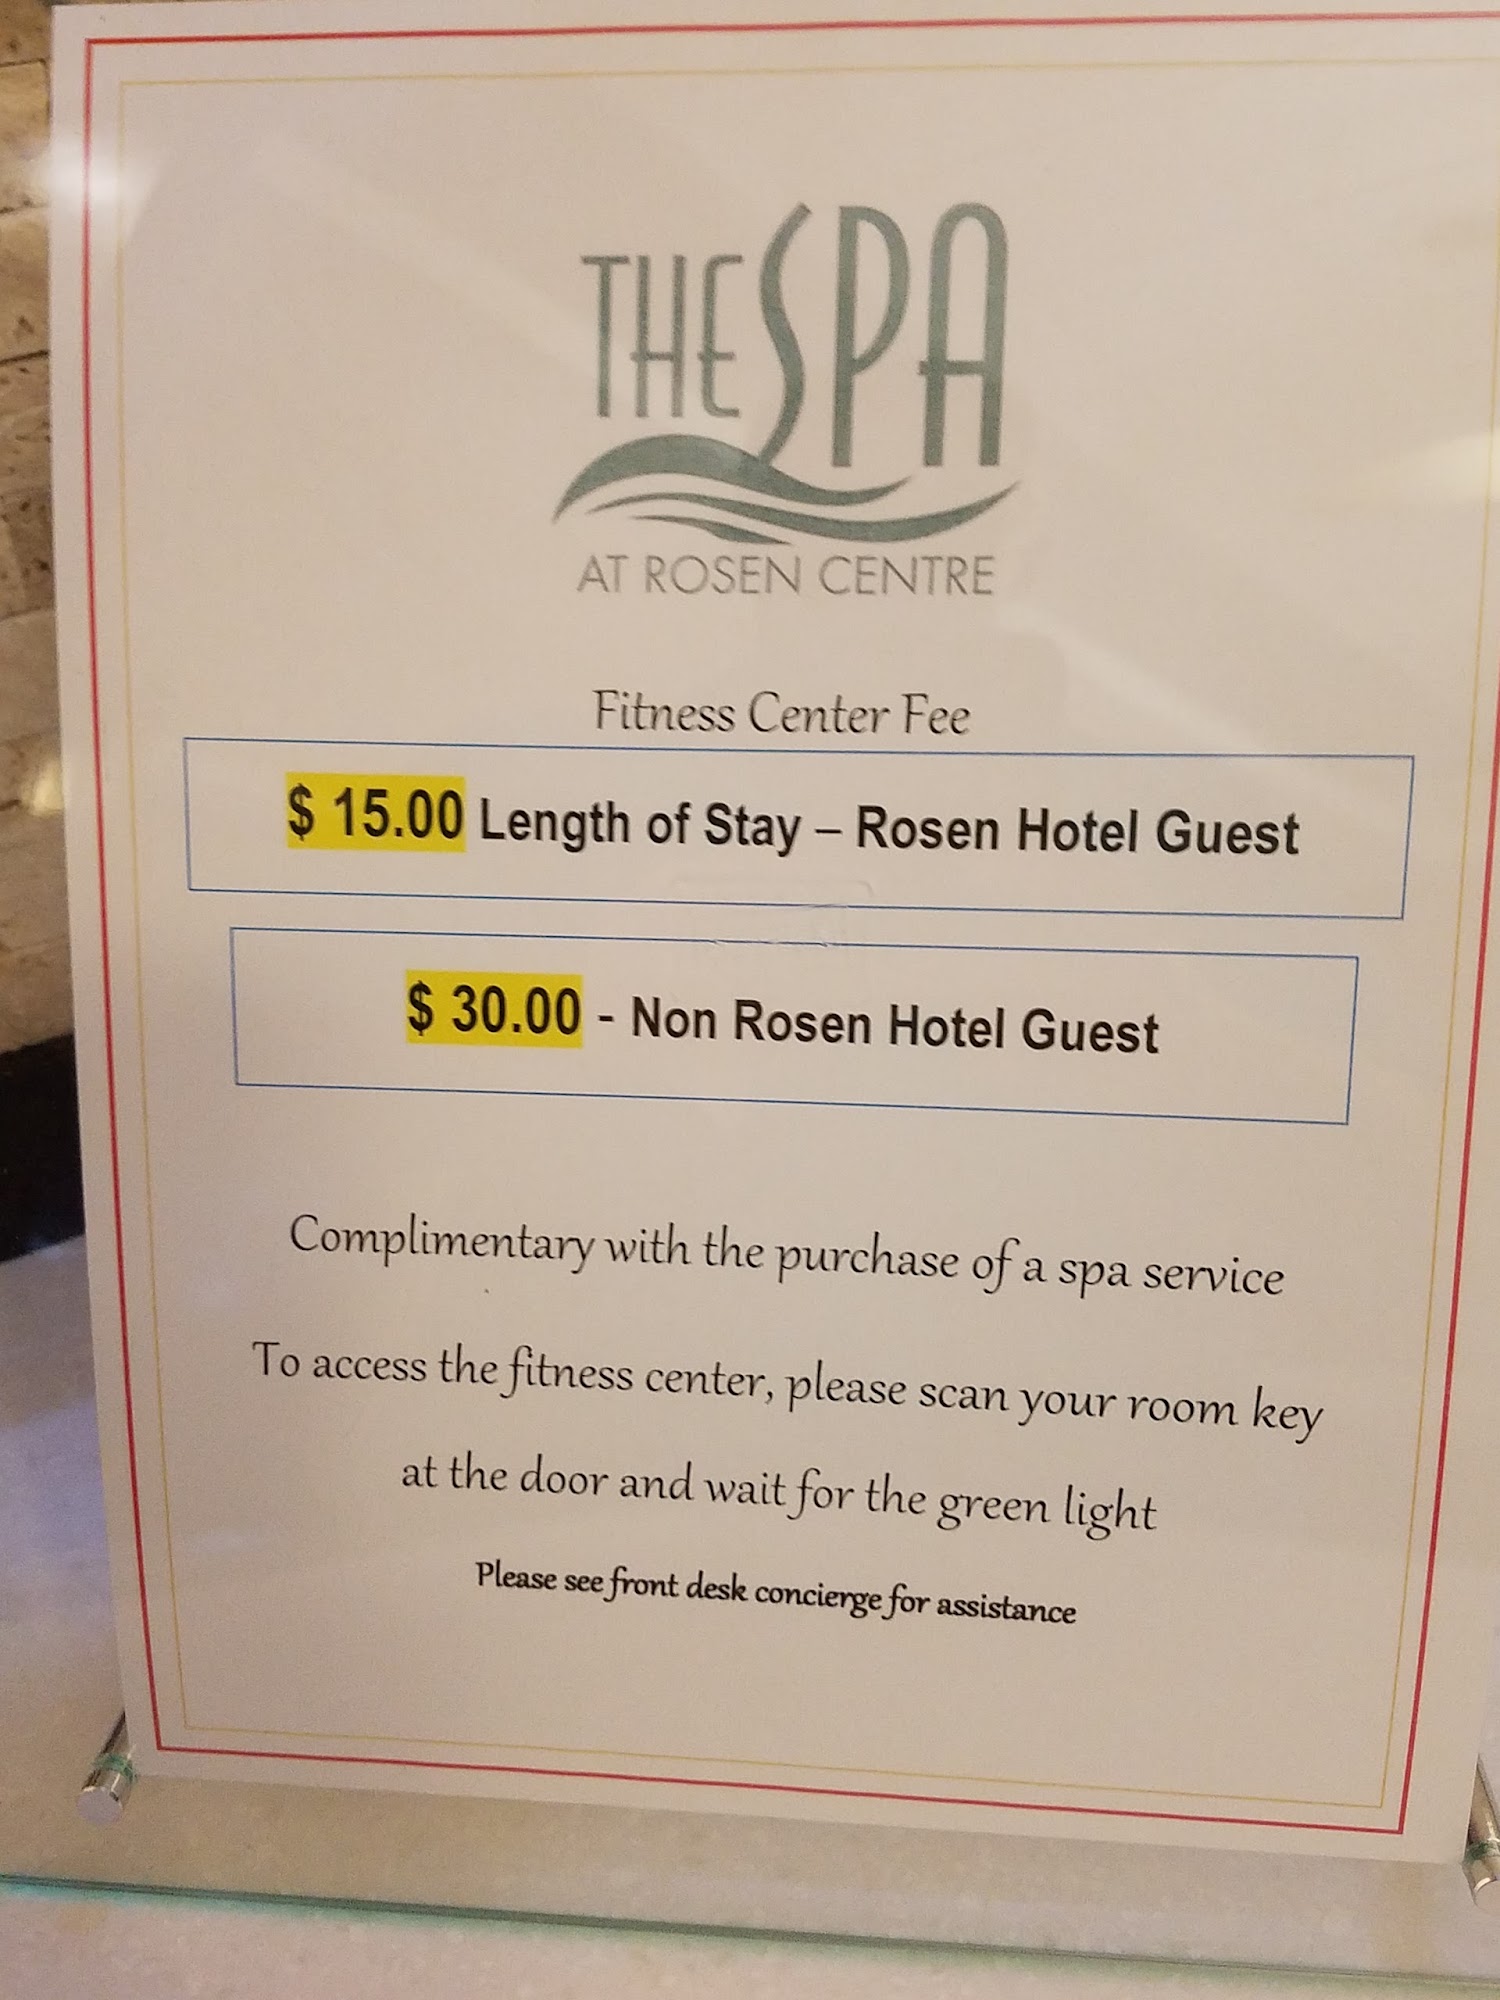 THE SPA
AT ROSEN CENTRE
Fitness Center Fee
$ 15.00 Length of Stay – Rosen Hotel Guest
$ 30.00 - Non Rosen Hotel Guest
Complimentary with the purchase of a spa service
To access the fitness center, please scan your room key
at the door and wait for the green light
Please see front desk concierge for assistance